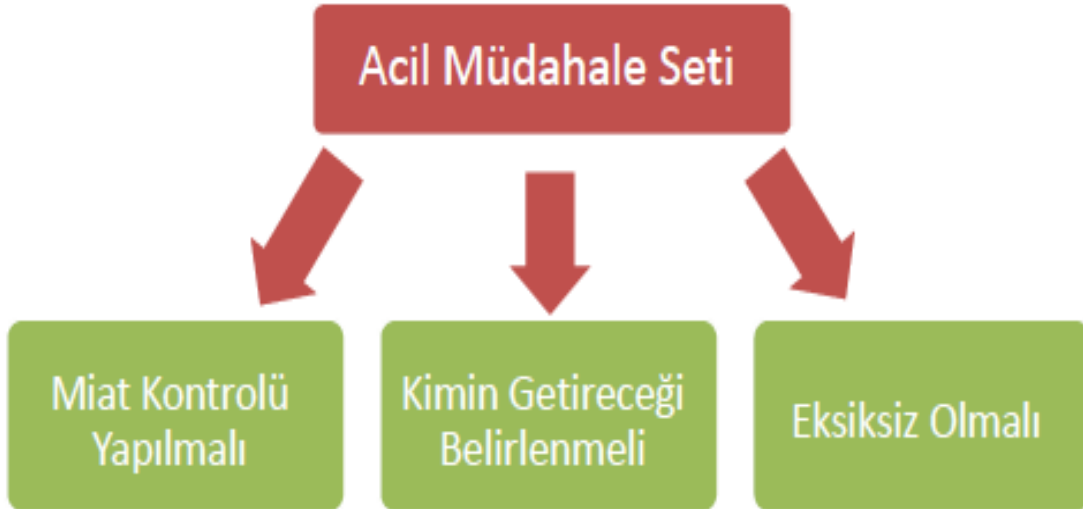 Acil Müdahale Seti
Miat Kontrolü
Yapılmalı
Kimin Getireceği
Belirlenmeli
Eksiksiz Olmalı